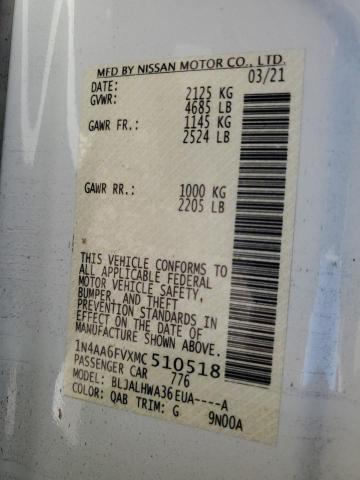 MFD BY NISSAN MOTOR CO., LTD.
DATE: 03/21
GVWR: 2125 KG
4685 LB
GAWR FR.: 1145 KG
2524 LB
GAWR RR.: 1000 KG
2205 LB
THIS VEHICLE CONFORMS TO
ALL APPLICABLE FEDERAL
MOTOR VEHICLE SAFETY,
BUMPER, AND THEFT
PREVENTION STANDARDS IN
EFFECT ON THE DATE OF
MANUFACTURE SHOWN ABOVE.
1N4AA6FVXMC 510518
PASSENGER CAR 776
MODEL: BLJALHWA36EUA----A
COLOR: QAB TRIM: G 9N00A